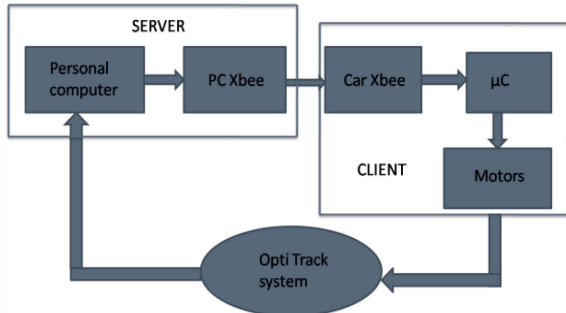 SERVER
Personal
computer
PC Xbee
Car Xbee
µC
CLIENT
Motors
Opti Track
system